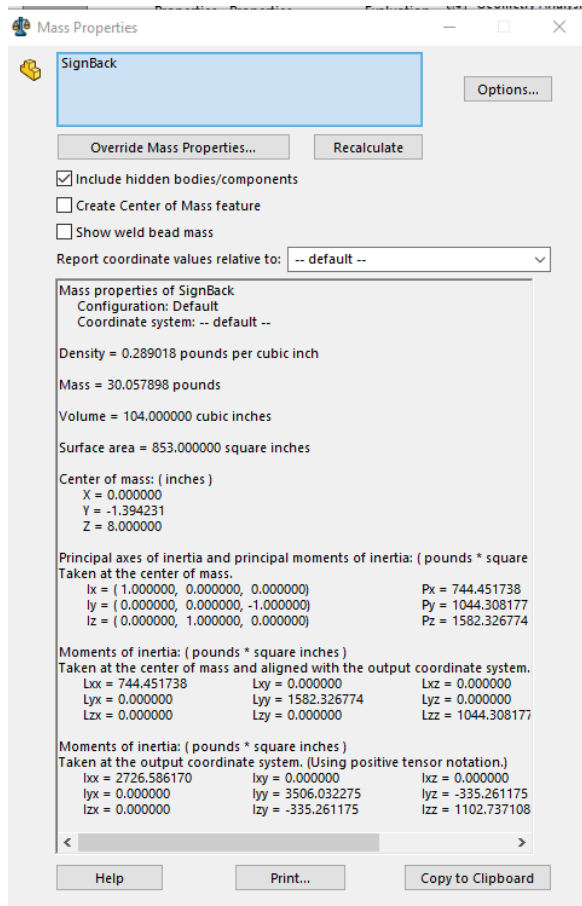 Mass Properties
SignBack
Options...
Override Mass Properties...
Recalculate
Include hidden bodies/components
Create Center of Mass feature
Show weld bead mass
Report coordinate values relative to: -- default --
Mass properties of SignBack
Configuration: Default
Coordinate system: -- default --
Density = 0.289018 pounds per cubic inch
Mass = 30.057898 pounds
Volume = 104.000000 cubic inches
Surface area = 853.000000 square inches
Center of mass: ( inches )
X = 0.000000
Y = -1.394231
Z = 8.000000
Principal axes of inertia and principal moments of inertia: ( pounds * square
Taken at the center of mass.
Ix = ( 1.000000, 0.000000, 0.000000) Px = 744.451738
Iy = ( 0.000000, 0.000000, -1.000000) Py = 1044.308177
Iz = ( 0.000000, 1.000000, 0.000000) Pz = 1582.326774
Moments of inertia: ( pounds * square inches )
Taken at the center of mass and aligned with the output coordinate system.
Lxx = 744.451738 Lxy = 0.000000 Lxz = 0.000000
Lyx = 0.000000 Lyy = 1582.326774 Lyz = 0.000000
Lzx = 0.000000 Lzy = 0.000000 Lzz = 1044.308177
Moments of inertia: ( pounds * square inches )
Taken at the output coordinate system. (Using positive tensor notation.)
Ixx = 2726.586170 Ixy = 0.000000 Ixz = 0.000000
Iyx = 0.000000 Iyy = 3506.032275 Iyz = -335.261175
Izx = 0.000000 Izy = -335.261175 Izz = 1102.737108
Help
Print...
Copy to Clipboard